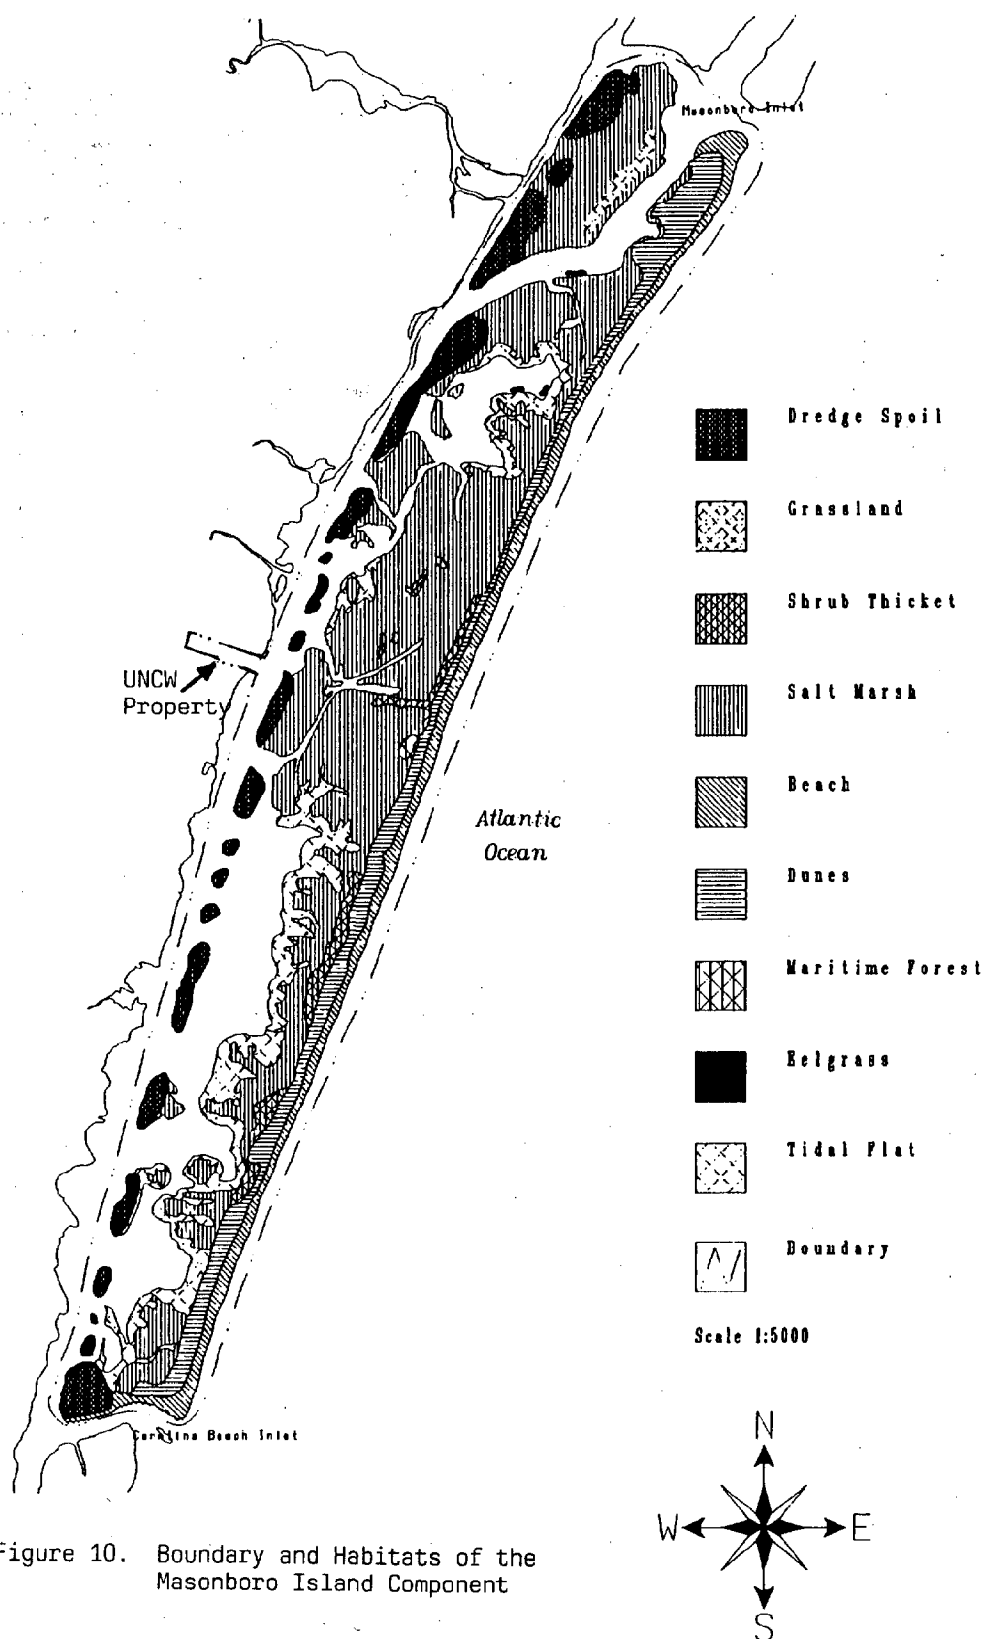 Masonboro Inlet
Dredge Spoil
Grassland
Shrub Thicket
Salt Marsh
UNCW
Property
Beach
Atlantic
Ocean
Dunes
Maritime Forest
Eelgrass
Tidal Flat
Boundary
Scale 1:5000
Carolina Beach Inlet
N
W
E
S
Figure 10. Boundary and Habitats of the
Masonboro Island Component